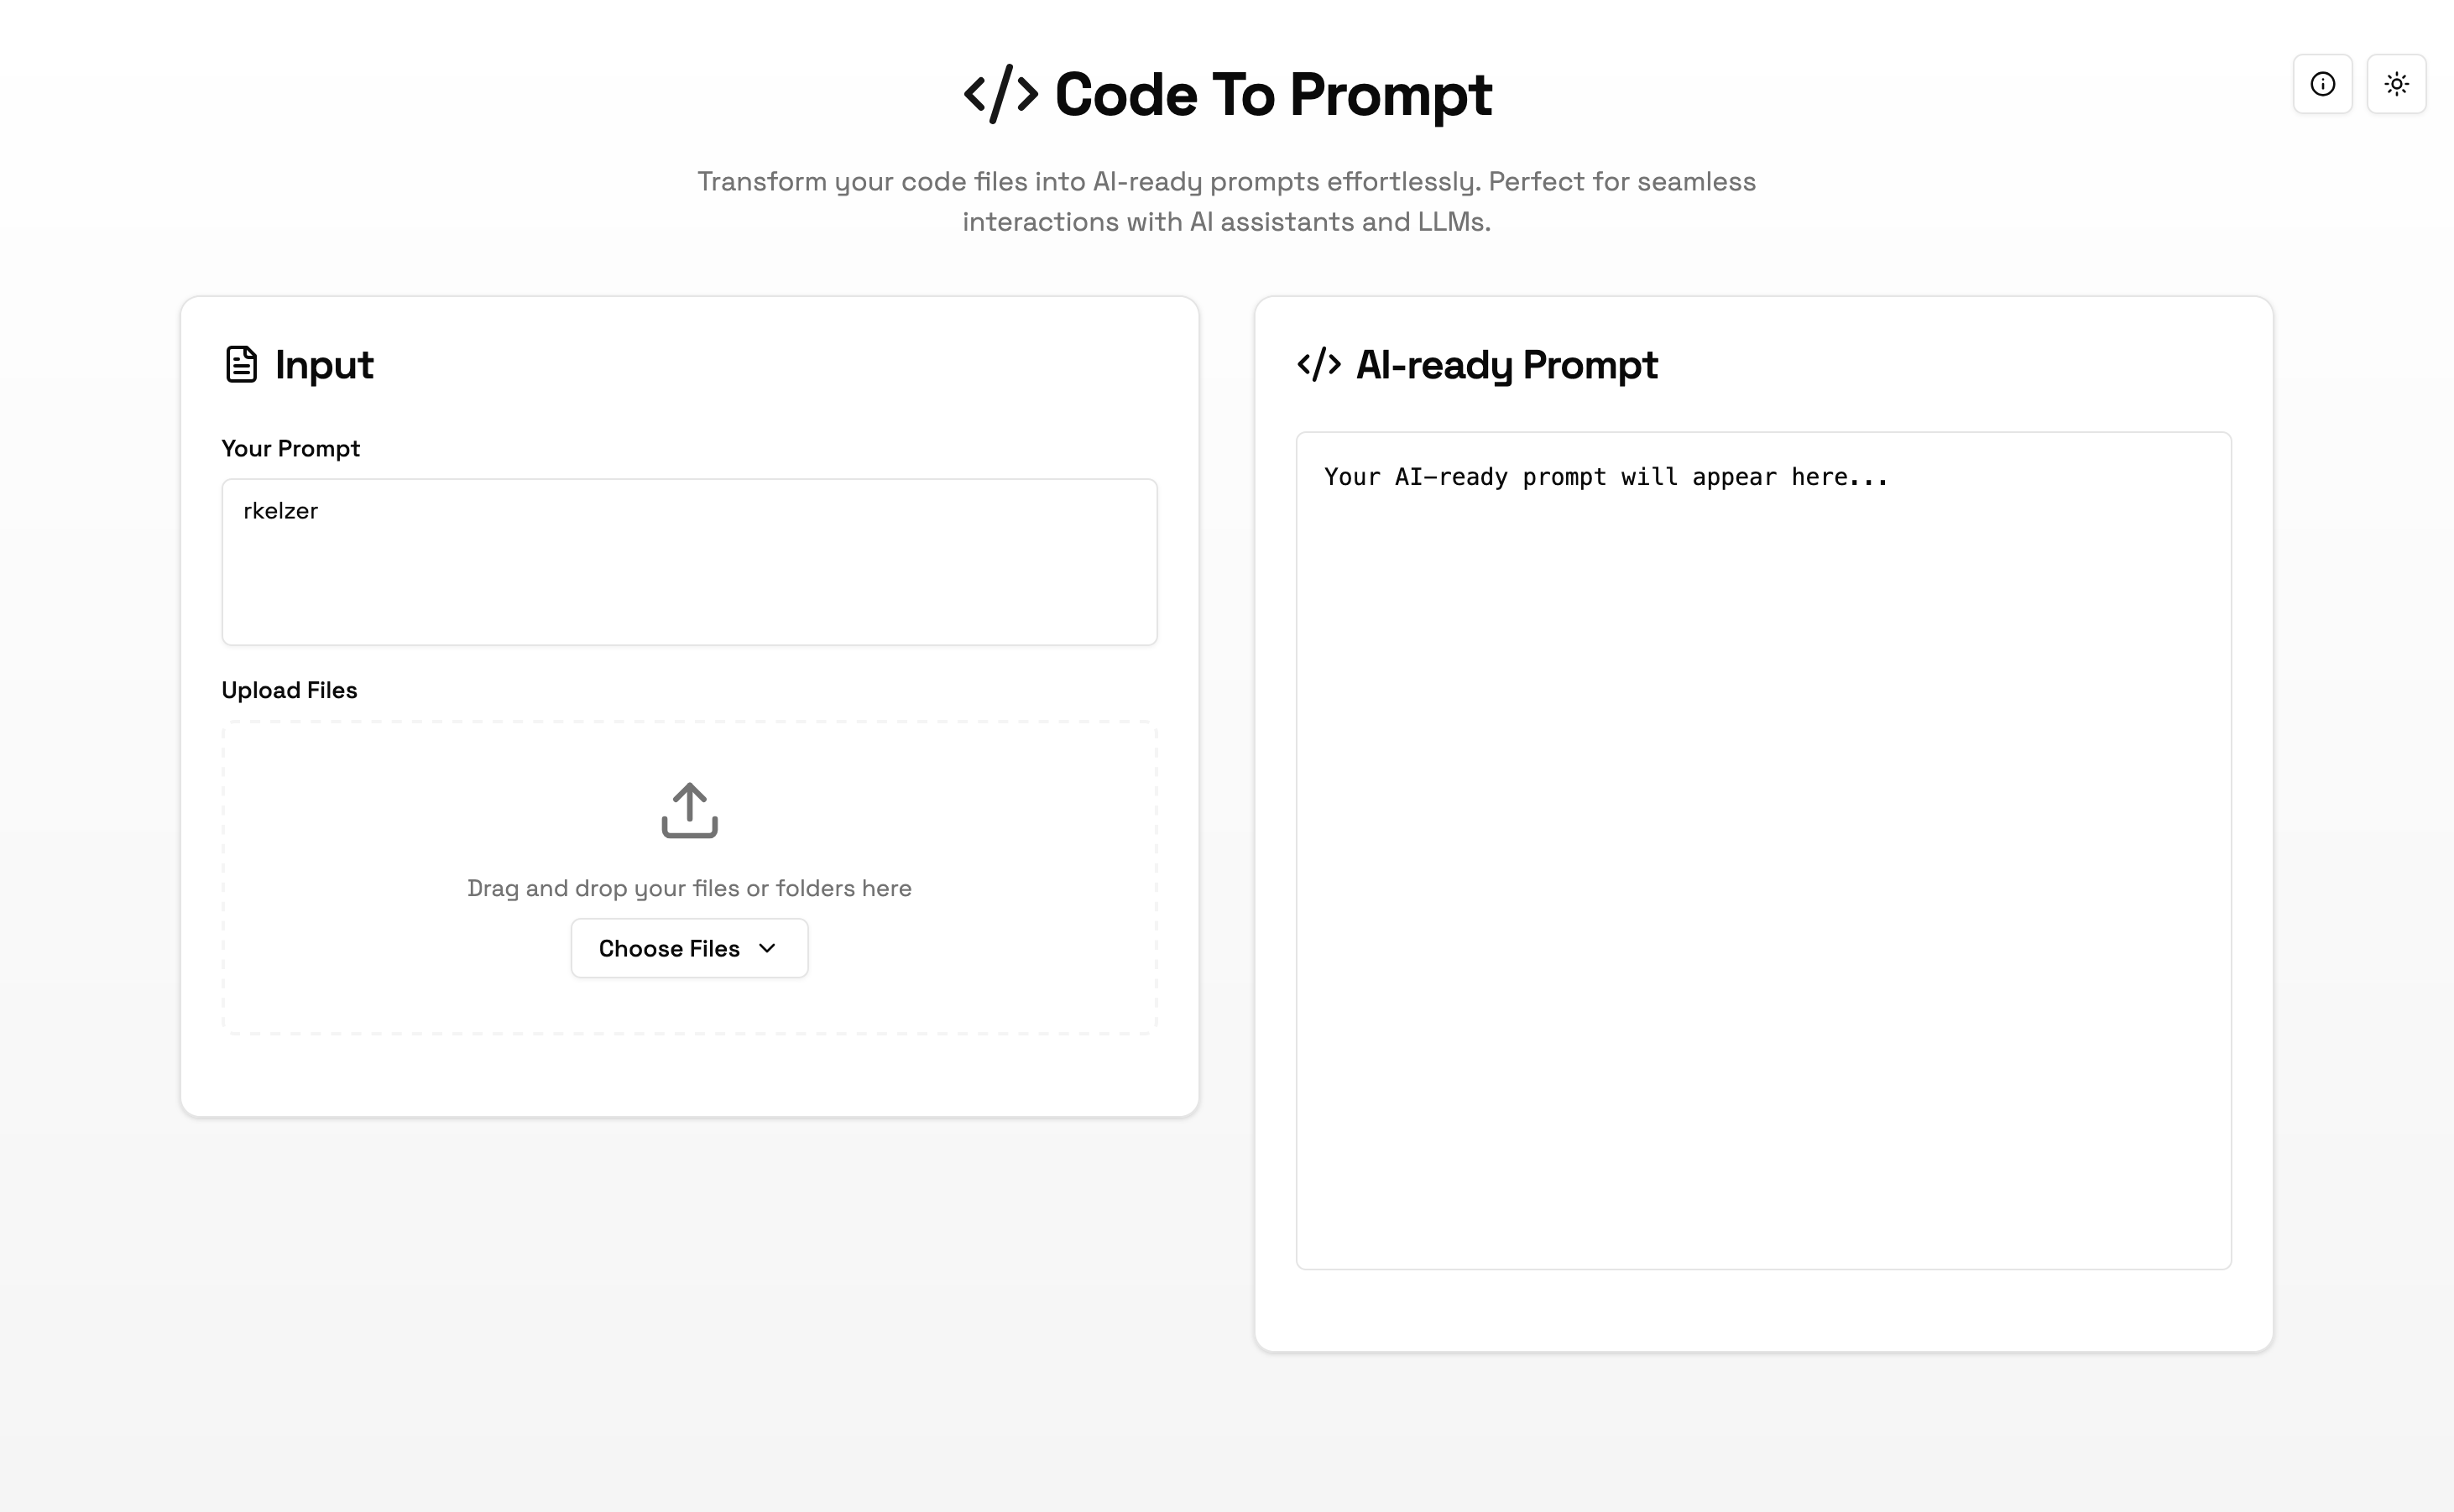 Code To Prompt
Transform your code files into AI-ready prompts effortlessly. Perfect for seamless
interactions with AI assistants and LLMs.
Input
Your Prompt
rkelzer
Upload Files
Drag and drop your files or folders here
Choose Files
AI-ready Prompt
Your AI-ready prompt will appear here...